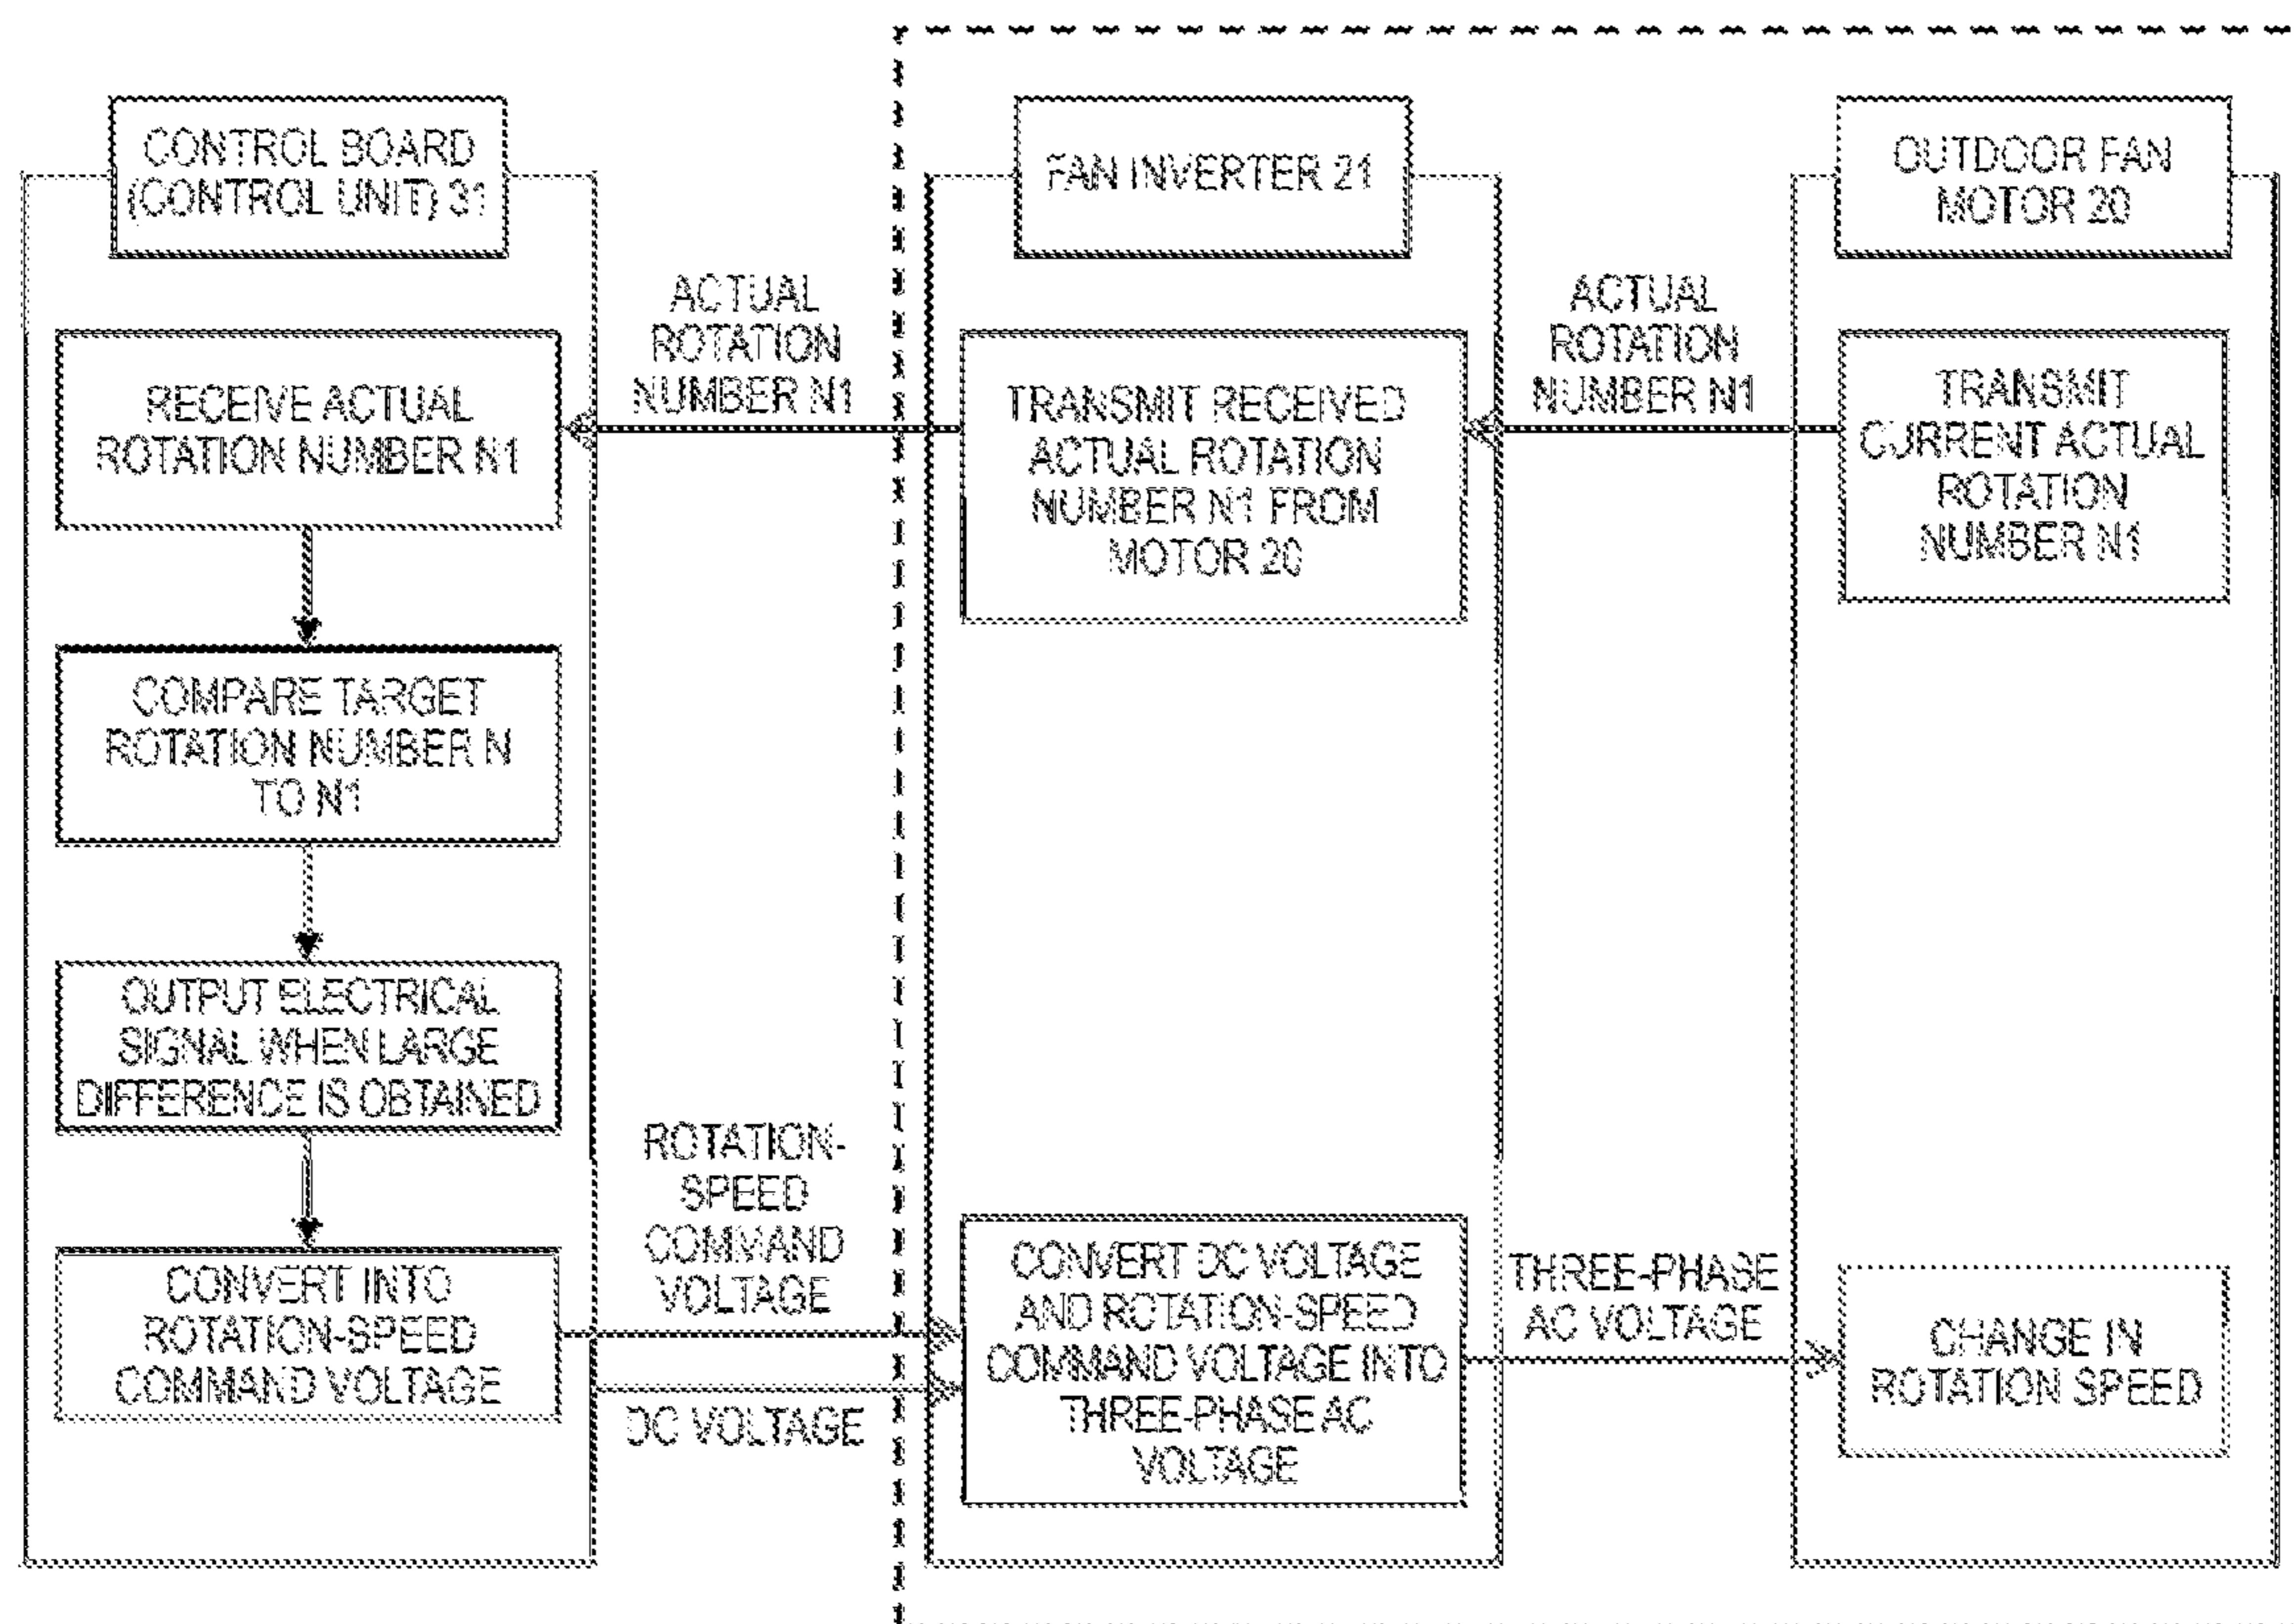 CONTROL BOARD
(CONTROL UNIT) 31
RECEIVE ACTUAL
ROTATION NUMBER N1
COMPARE TARGET
ROTATION NUMBER N
TO N1
OUTPUT ELECTRICAL
SIGNAL WHEN LARGE
DIFFERENCE IS OBTAINED
CONVERT INTO
ROTATION-SPEED
COMMAND VOLTAGE
ACTUAL
ROTATION
NUMBER N1
ROTATION-
SPEED
COMMAND
VOLTAGE
DC VOLTAGE
FAN INVERTER 21
TRANSMIT RECEIVED
ACTUAL ROTATION
NUMBER N1 FROM
MOTOR 20
CONVERT DC VOLTAGE
AND ROTATION-SPEED
COMMAND VOLTAGE INTO
THREE-PHASE AC
VOLTAGE
ACTUAL
ROTATION
NUMBER N1
THREE-PHASE
AC VOLTAGE
OUTDOOR FAN
MOTOR 20
TRANSMIT
CURRENT ACTUAL
ROTATION
NUMBER N1
CHANGE IN
ROTATION SPEED